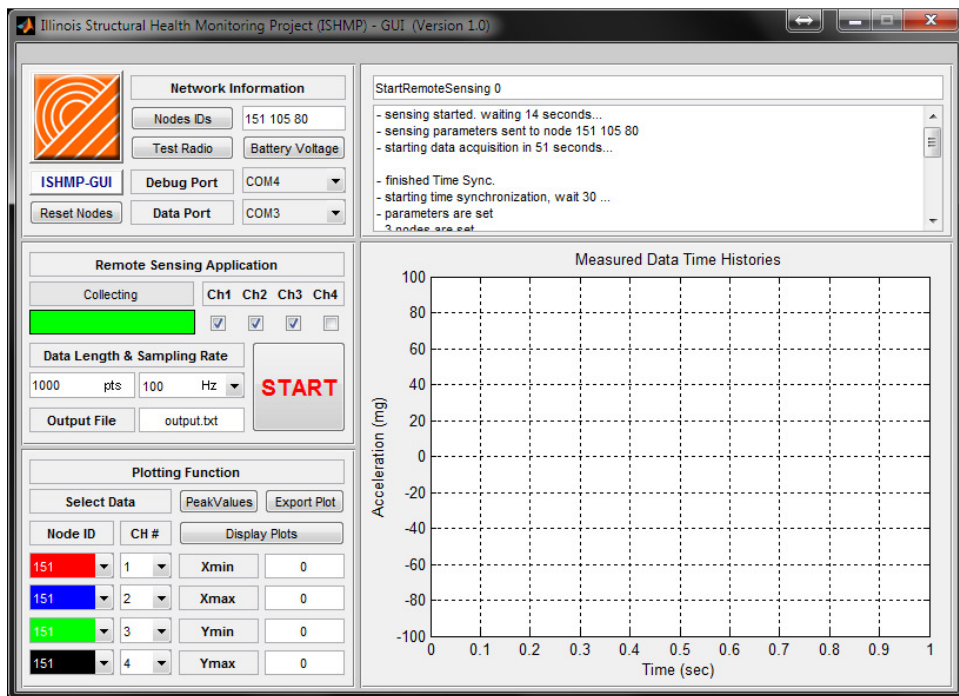 Illinois Structural Health Monitoring Project (ISHMP) - GUI (Version 1.0)
Network Information
Nodes IDs 151 105 80
Test Radio Battery Voltage
ISHMP-GUI Debug Port COM4
Reset Nodes Data Port COM3
StartRemoteSensing 0
- sensing started. waiting 14 seconds...
- sensing parameters sent to node 151 105 80
- starting data acquisition in 51 seconds...
- finished Time Sync.
- starting time synchronization, wait 30 ...
- parameters are set
3 nodes are set
Remote Sensing Application
Collecting Ch1 Ch2 Ch3 Ch4
Data Length & Sampling Rate
1000 pts 100 Hz
START
Output File output.txt
Plotting Function
Select Data PeakValues Export Plot
Node ID CH # Display Plots
151 1 Xmin 0
151 2 Xmax 0
151 3 Ymin 0
151 4 Ymax 0
Measured Data Time Histories
100
80
60
40
20
0
-20
-40
-60
-80
-100
Acceleration (mg)
0 0.1 0.2 0.3 0.4 0.5 0.6 0.7 0.8 0.9 1
Time (sec)